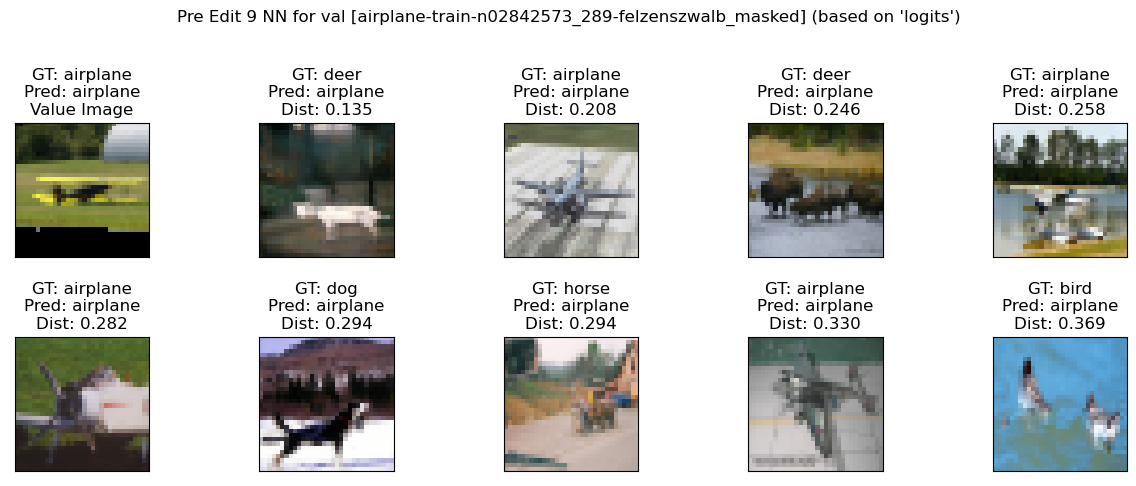 Pre Edit 9 NN for val [airplane-train-n02842573_289-felzenszwalb_masked] (based on 'logits')
GT: airplane
Pred: airplane
Value Image
GT: deer
Pred: airplane
Dist: 0.135
GT: airplane
Pred: airplane
Dist: 0.208
GT: deer
Pred: airplane
Dist: 0.246
GT: airplane
Pred: airplane
Dist: 0.258
GT: airplane
Pred: airplane
Dist: 0.282
GT: dog
Pred: airplane
Dist: 0.294
GT: horse
Pred: airplane
Dist: 0.294
GT: airplane
Pred: airplane
Dist: 0.330
GT: bird
Pred: airplane
Dist: 0.369